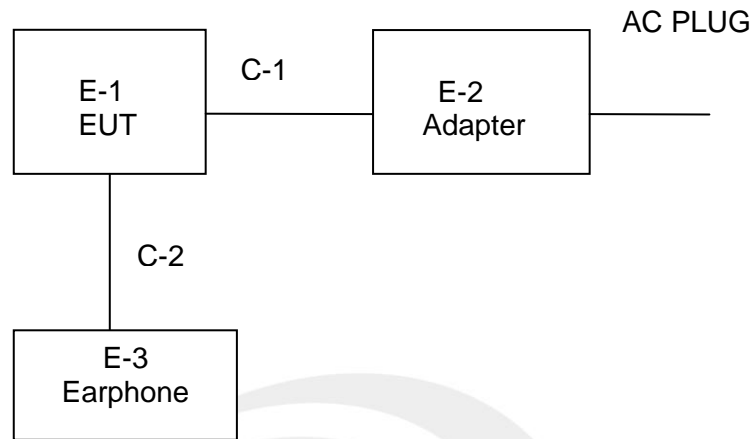 AC PLUG
C-1
E-1
EUT
E-2
Adapter
C-2
E-3
Earphone